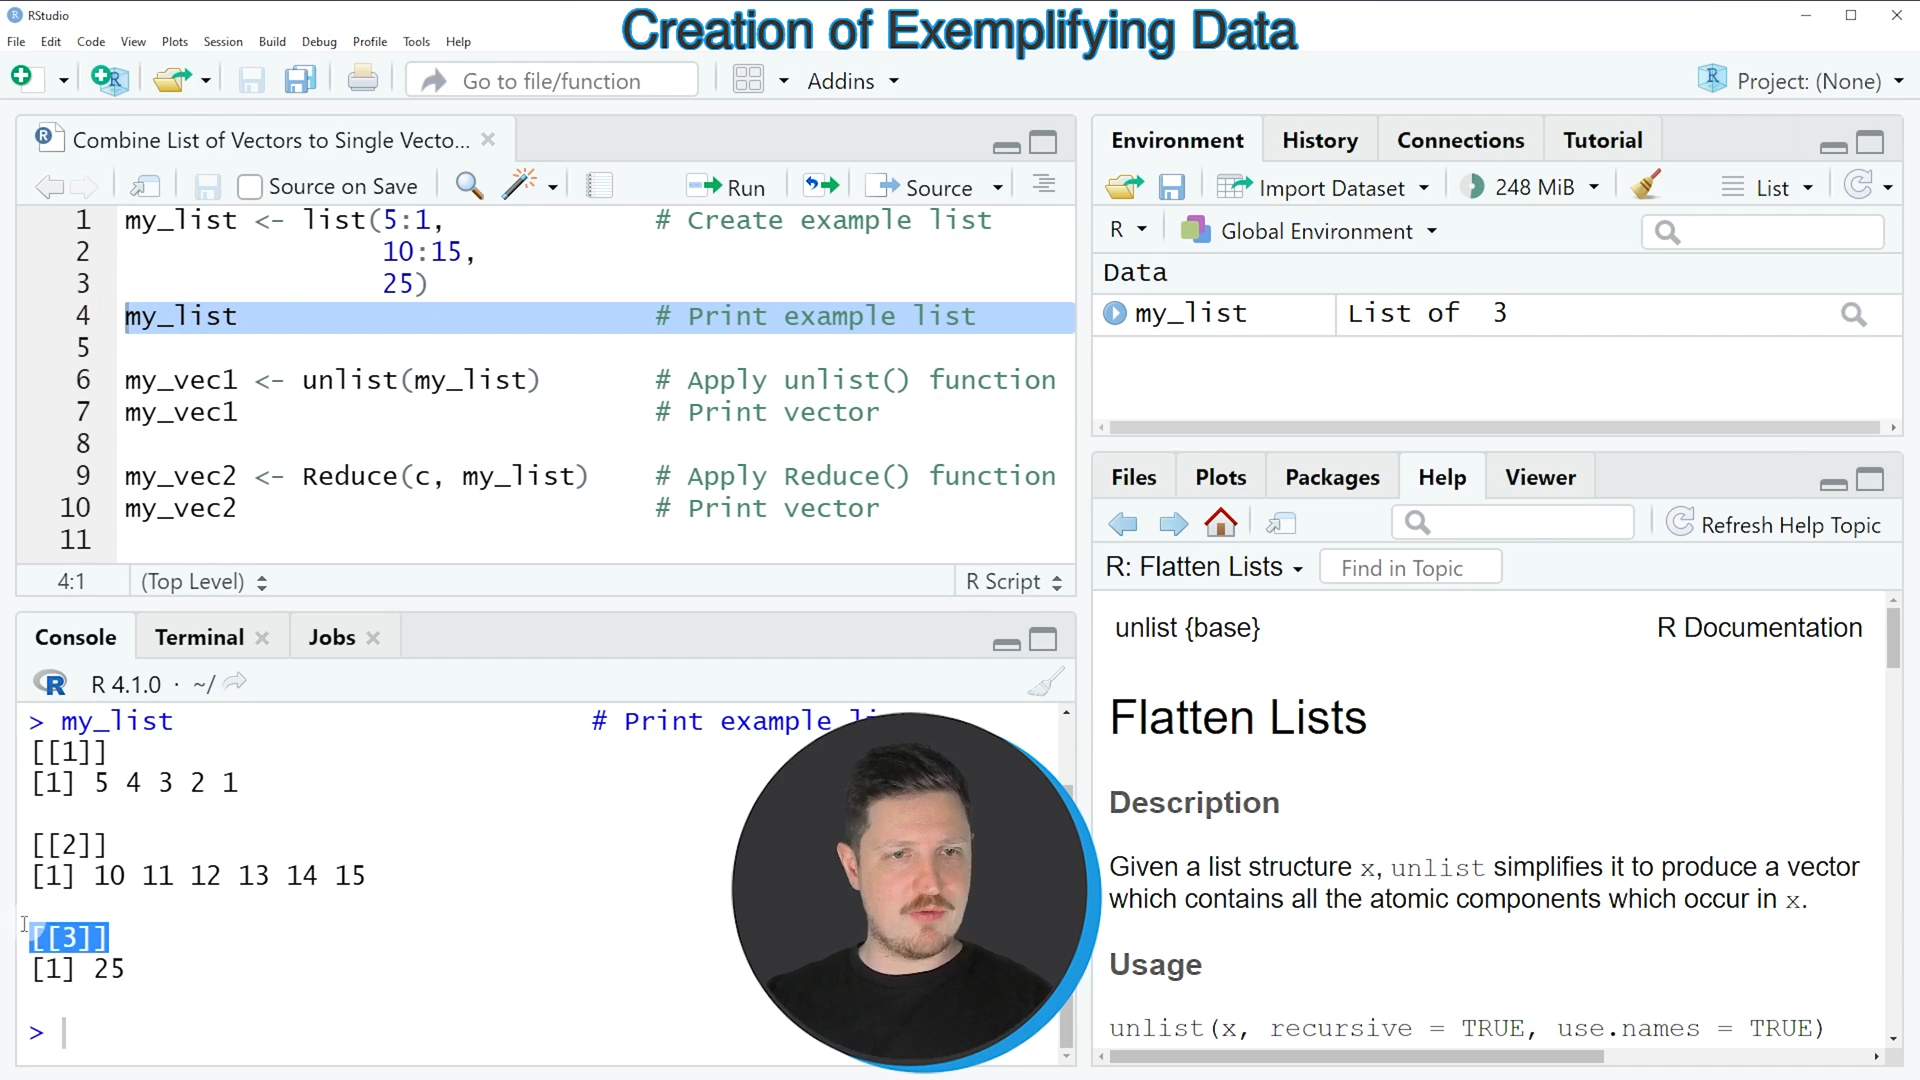 RStudio
Creation of Exemplifying Data
File Edit Code View Plots Session Build Debug Profile Tools Help
Go to file/function
Addins
Project: (None)
Combine List of Vectors to Single Vecto...
Source on Save
Run
Source
1 my_list <- list(5:1, # Create example list
2 10:15,
3 25)
4 my_list # Print example list
5
6 my_vec1 <- unlist(my_list) # Apply unlist() function
7 my_vec1 # Print vector
8
9 my_vec2 <- Reduce(c, my_list) # Apply Reduce() function
10 my_vec2 # Print vector
11
4:1 (Top Level) R Script
Console Terminal Jobs
R 4.1.0 · ~/
> my_list # Print example li
[[1]]
[1] 5 4 3 2 1
[[2]]
[1] 10 11 12 13 14 15
[[3]]
[1] 25
>
Environment History Connections Tutorial
Import Dataset 248 MiB List
R Global Environment
Data
my_list List of 3
Files Plots Packages Help Viewer
Refresh Help Topic
R: Flatten Lists Find in Topic
unlist {base} R Documentation
Flatten Lists
Description
Given a list structure x, unlist simplifies it to produce a vector
which contains all the atomic components which occur in x.
Usage
unlist(x, recursive = TRUE, use.names = TRUE)